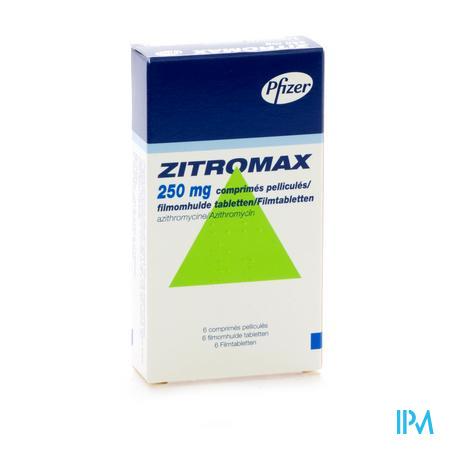 Pfizer
ZITROMAX
250 mg comprimés pelliculés/
filmomhulde tabletten/Filmtabletten
azithromycine/Azithromycin
6 comprimés pelliculés
6 filmomhulde tabletten
6 Filmtabletten
IPM